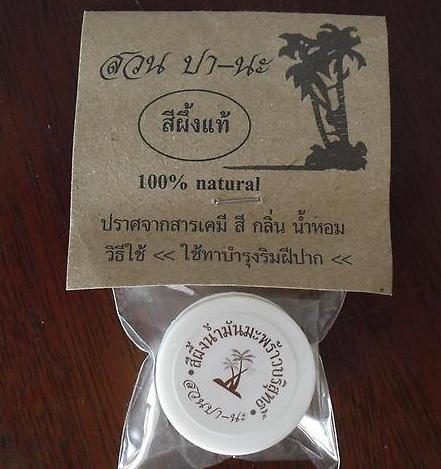 สวน ปา-นะ
สีผึ้งแท้
100% natural
ปราศจากสารเคมี สี กลิ่น น้ำหอม
วิธีใช้ << ใช้ทาบำรุงริมฝีปาก <<
สีผึ้งน้ำมันมะพร้าวบริสุทธิ์
สวนปา-นะ